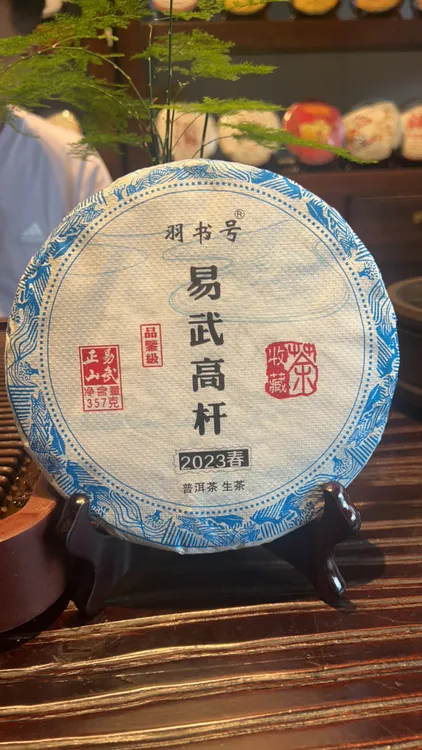 羽书号®
易武高杆
品鉴级
易武正山
净含量
357克
收藏茶
2023春
普洱茶 生茶